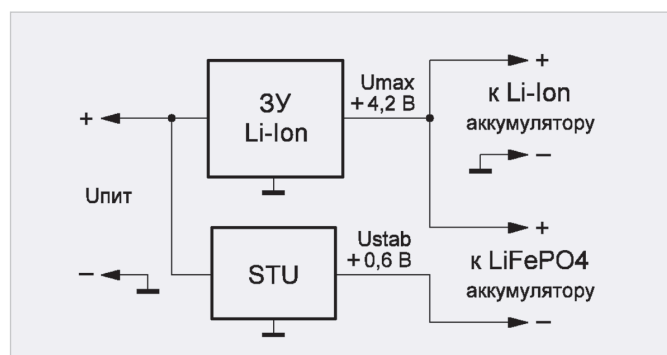 +
ЗУ
Li-Ion
Umax
+4,2 В
+
к Li-Ion
аккумулятору
−
Uпит
−
STU
Ustab
+0,6 В
+
к LiFePO4
аккумулятору
−